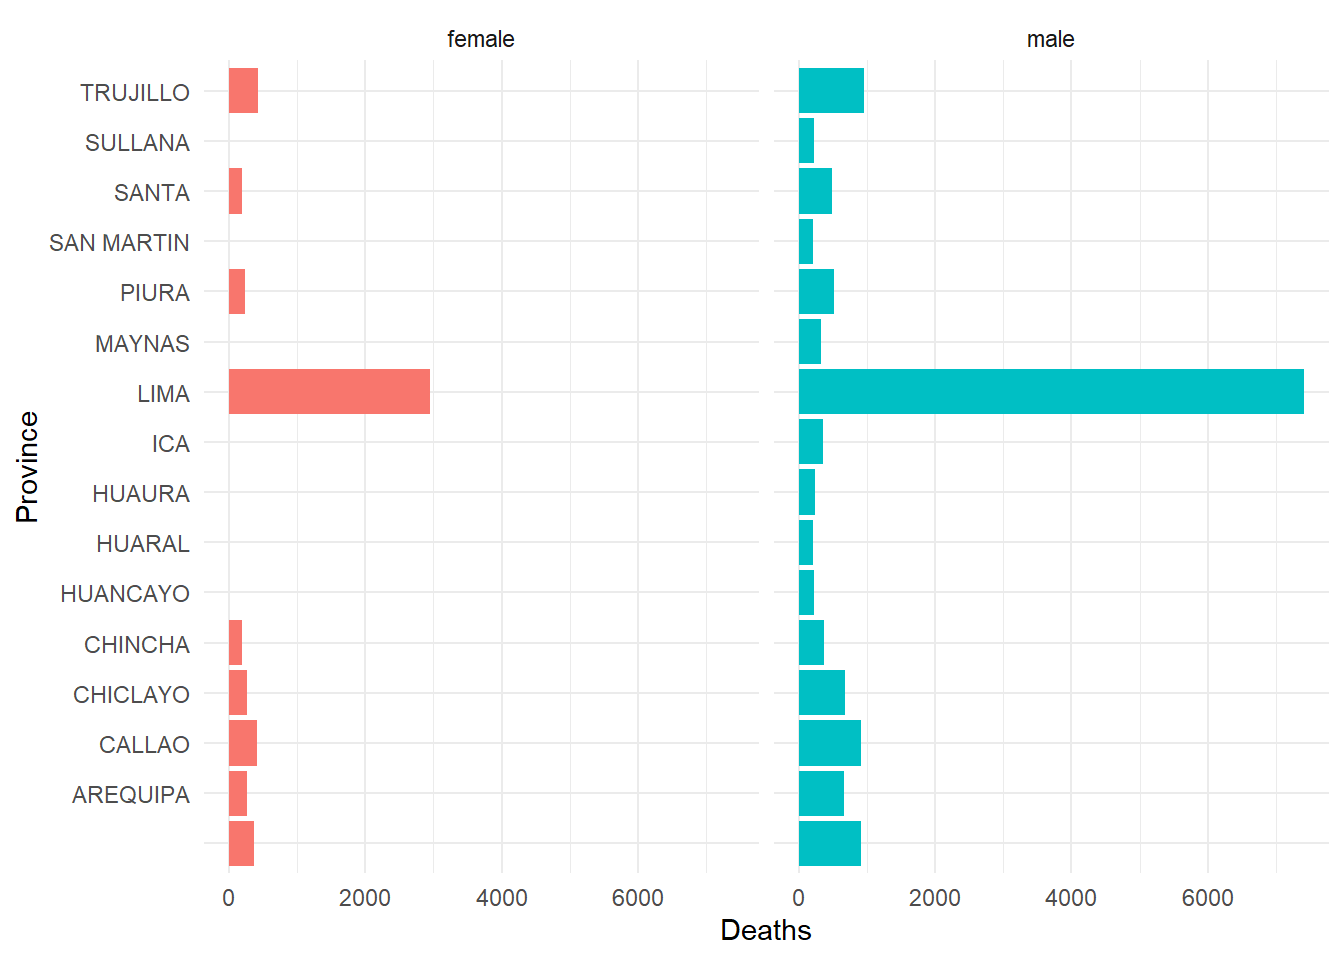 female
male
TRUJILLO
SULLANA
SANTA
SAN MARTIN
PIURA
MAYNAS
LIMA
ICA
HUAURA
HUARAL
HUANCAYO
CHINCHA
CHICLAYO
CALLAO
AREQUIPA
Province
0 2000 4000 6000
0 2000 4000 6000
Deaths